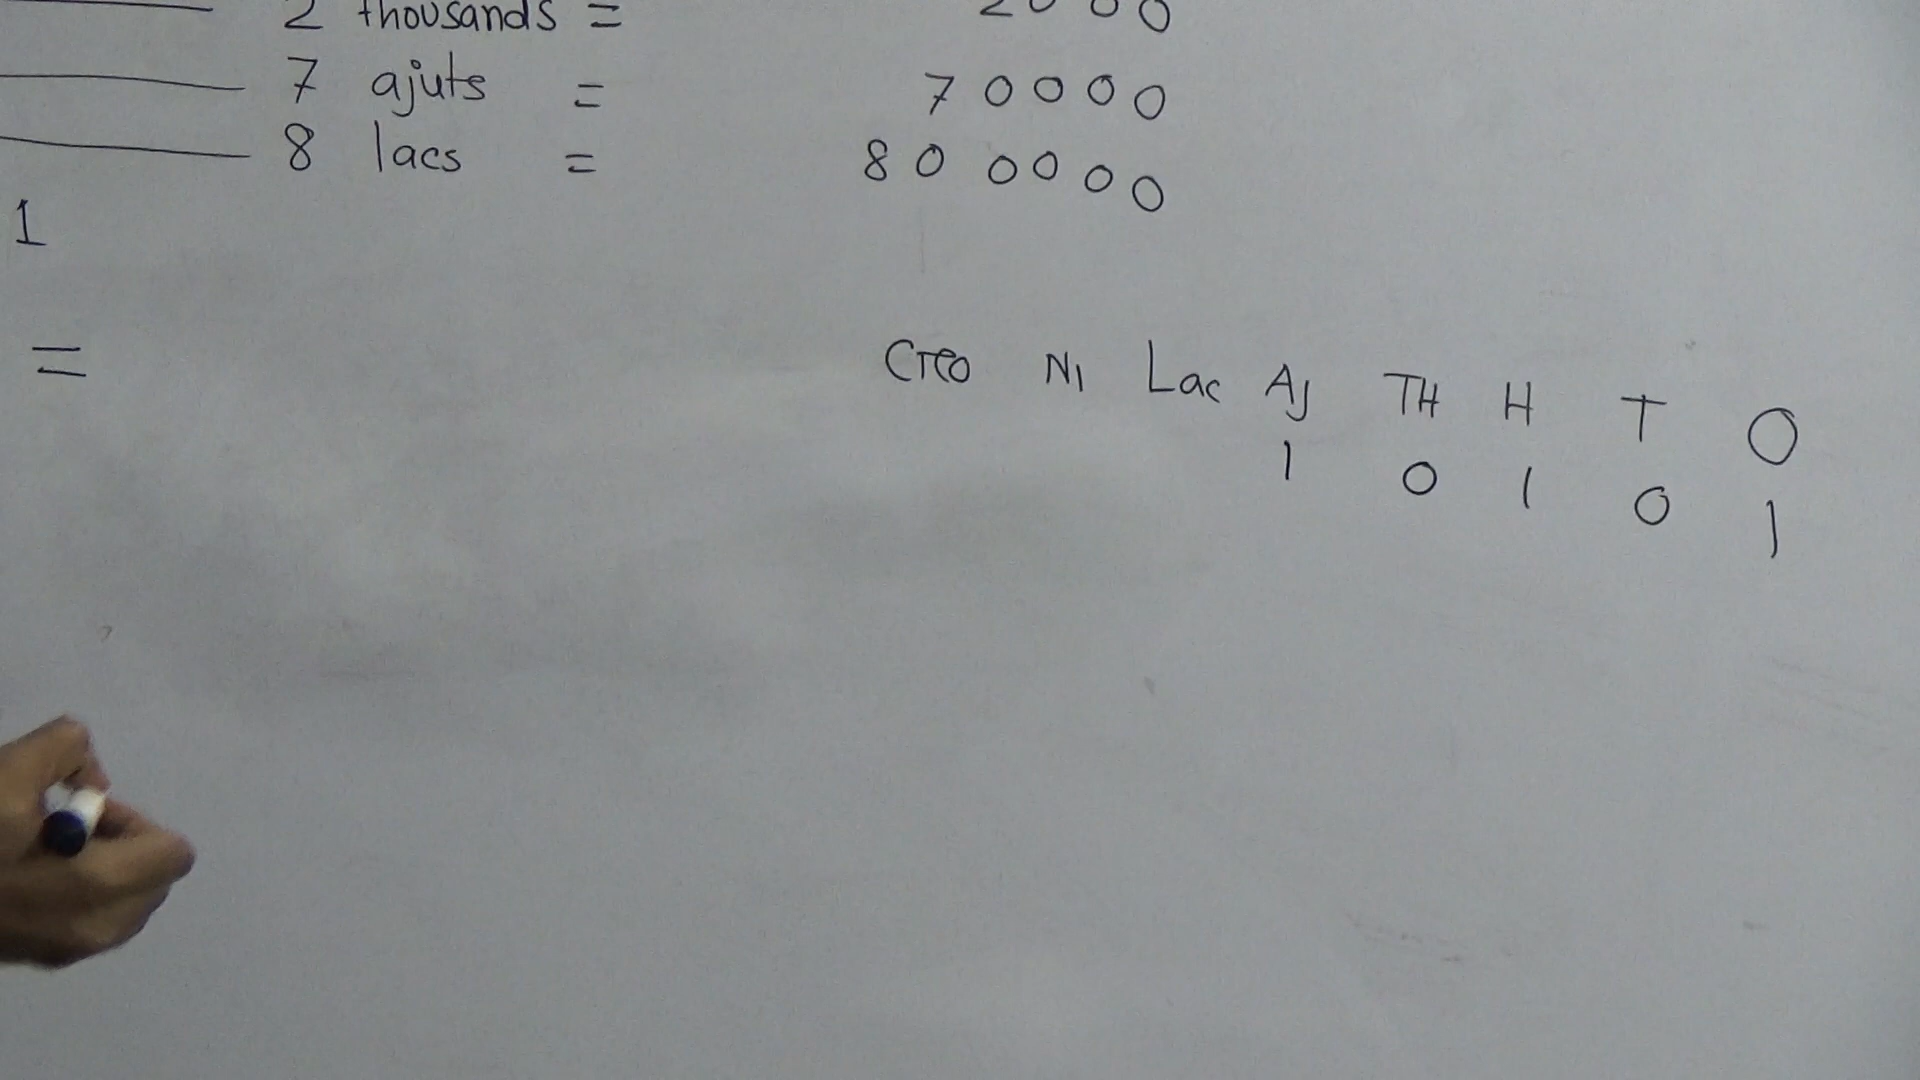 2 thousands = 2000
7 ajuts = 70000
8 lacs = 800000
1
= Cro Ni Lac Aj TH H T O
1 0 1 0 1